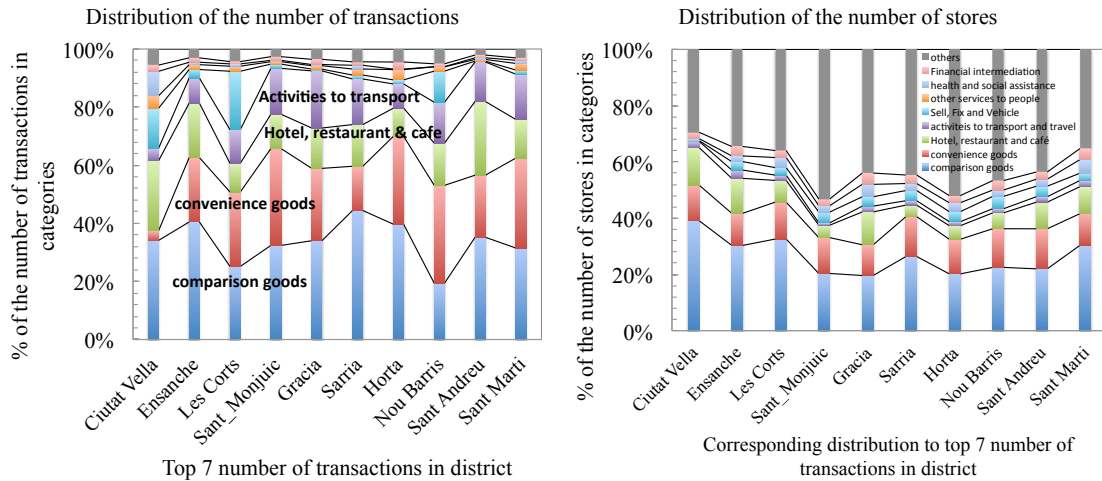 Distribution of the number of transactions
% of the number of transactions in
categories
100%
80%
60%
40%
20%
0%
Activities to transport
Hotel, restaurant & cafe
convenience goods
comparison goods
Ciutat Vella
Ensanche
Les Corts
Sant_Monjuic
Gracia
Sarria
Horta
Nou Barris
Sant Andreu
Sant Marti
Top 7 number of transactions in district
Distribution of the number of stores
% of the number of stores in categories
100%
80%
60%
40%
20%
0%
others
Financial intermediation
health and social assistance
other services to people
Sell, Fix and Vehicle
activiteis to transport and travel
Hotel, restaurant and café
convenience goods
comparison goods
Ciutat Vella
Ensanche
Les Corts
Sant_Monjuic
Gracia
Sarria
Horta
Nou Barris
Sant Andreu
Sant Marti
Corresponding distribution to top 7 number of
transactions in district